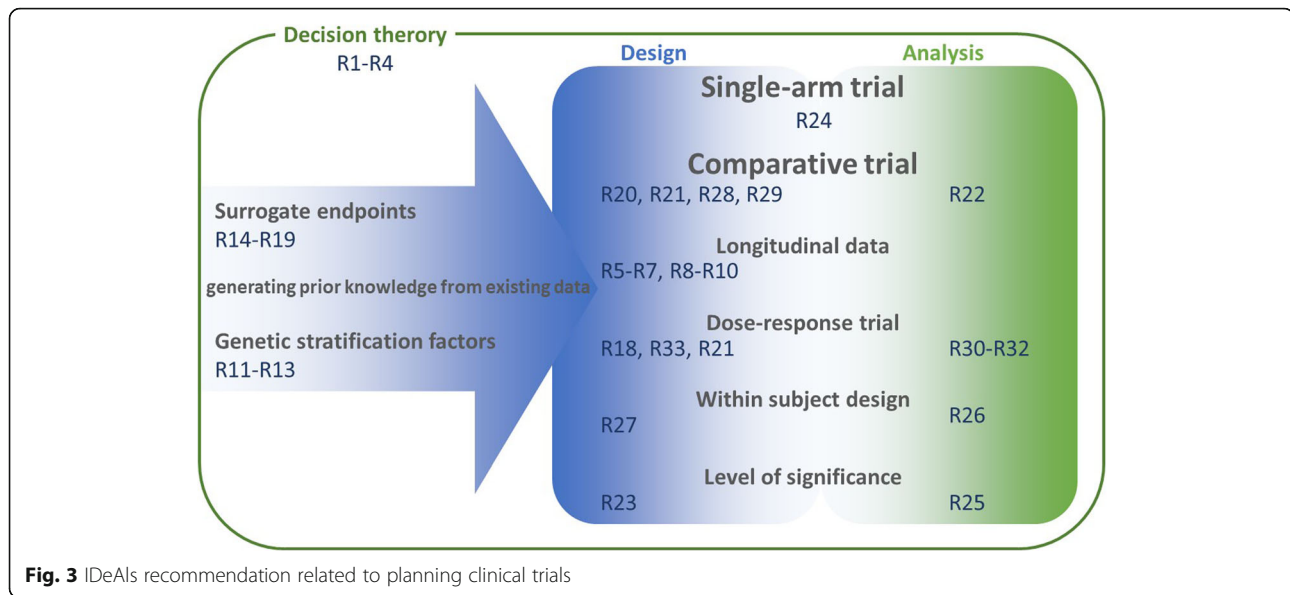 Decision therory
R1-R4
Design
Analysis
Single-arm trial
R24
Comparative trial
R20, R21, R28, R29
R22
Surrogate endpoints
R14-R19
Longitudinal data
R5-R7, R8-R10
generating prior knowledge from existing data
Dose-response trial
Genetic stratification factors
R18, R33, R21
R30-R32
R11-R13
Within subject design
R27
R26
Level of significance
R23
R25
Fig. 3 IDeAls recommendation related to planning clinical trials